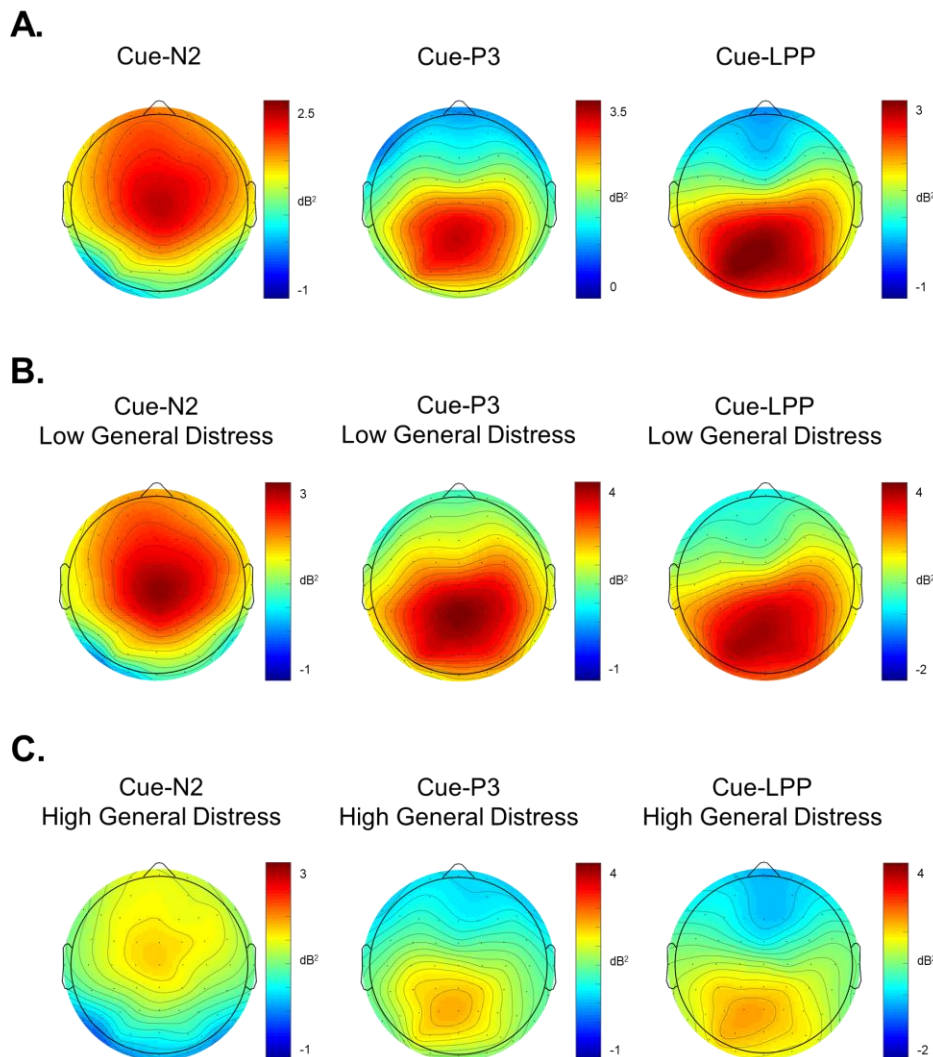 A.
Cue-N2
Cue-P3
Cue-LPP
2.5
dB²
-1
3.5
dB²
0
3
dB²
-1
B.
Cue-N2
Low General Distress
Cue-P3
Low General Distress
Cue-LPP
Low General Distress
3
dB²
-1
4
dB²
-1
4
dB²
-2
C.
Cue-N2
High General Distress
Cue-P3
High General Distress
Cue-LPP
High General Distress
3
dB²
-1
4
dB²
-1
4
dB²
-2